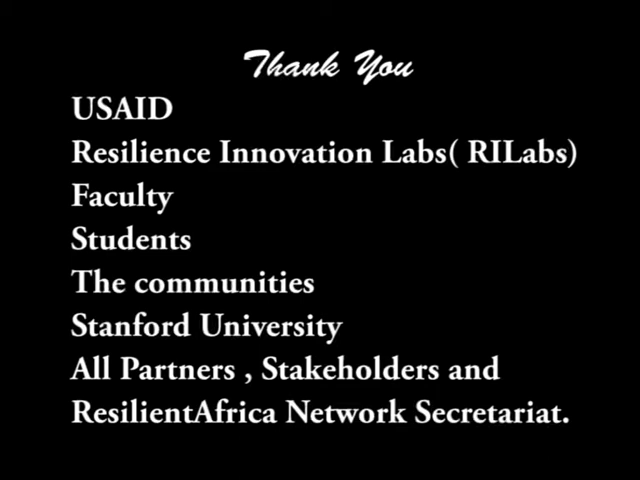 Thank You
USAID
Resilience Innovation Labs( RILabs)
Faculty
Students
The communities
Stanford University
All Partners , Stakeholders and
ResilientAfrica Network Secretariat.